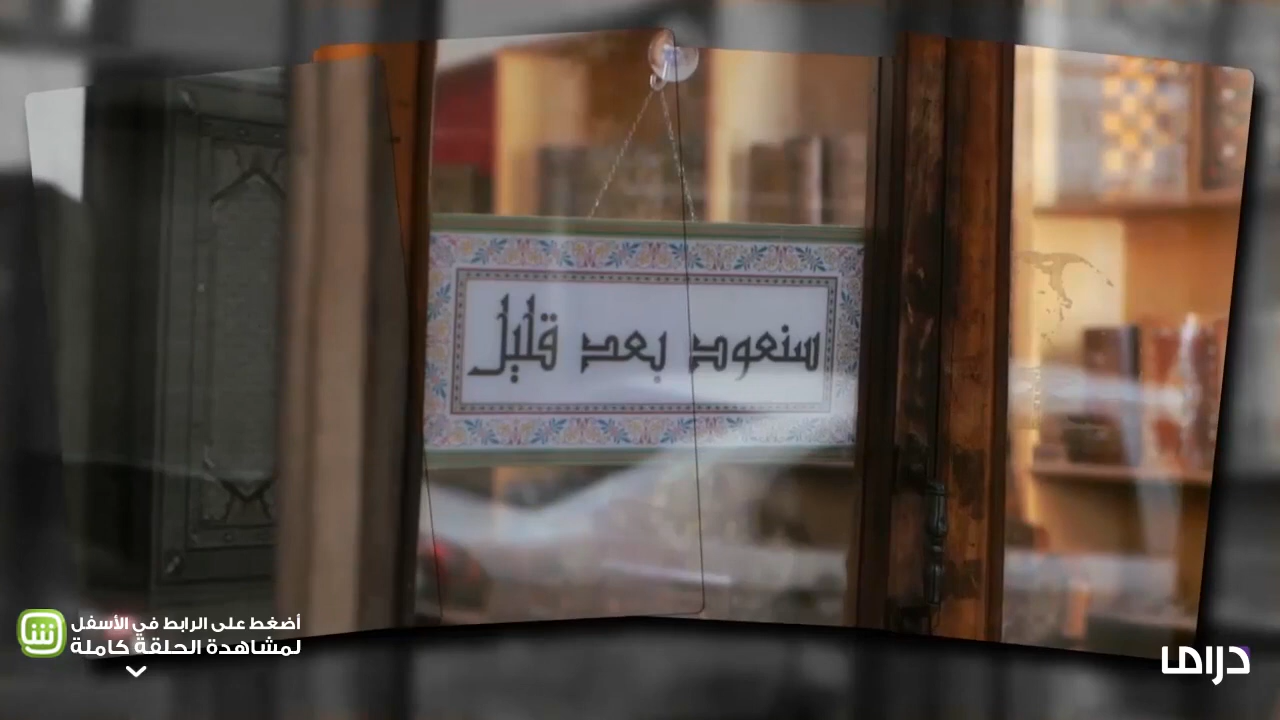 سنعود بعد قليل
أضغط على الرابط في الأسفل
لمشاهدة الحلقة كاملة
دراما